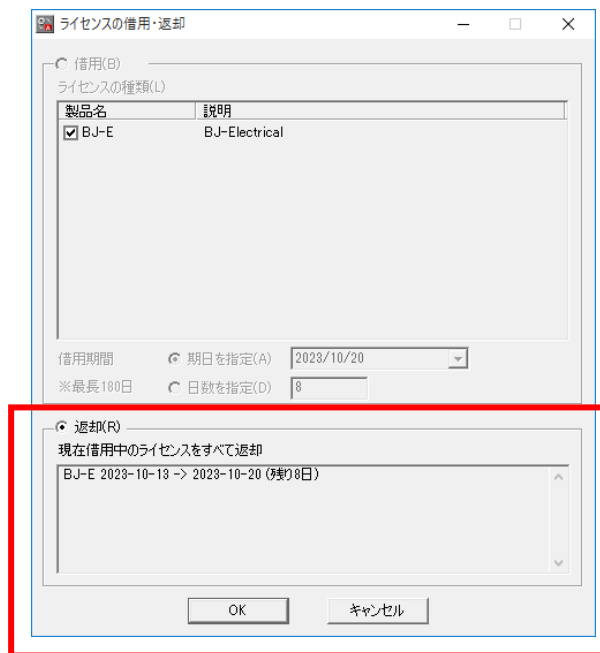 ライセンスの借用・返却
借用(B)
ライセンスの種類(L)
製品名 説明
BJ-E BJ-Electrical
借用期間 期日を指定(A) 2023/10/20
※最長180日 日数を指定(D) 8
返却(R)
現在借用中のライセンスをすべて返却
BJ-E 2023-10-13 -> 2023-10-20 (残り8日)
OK キャンセル